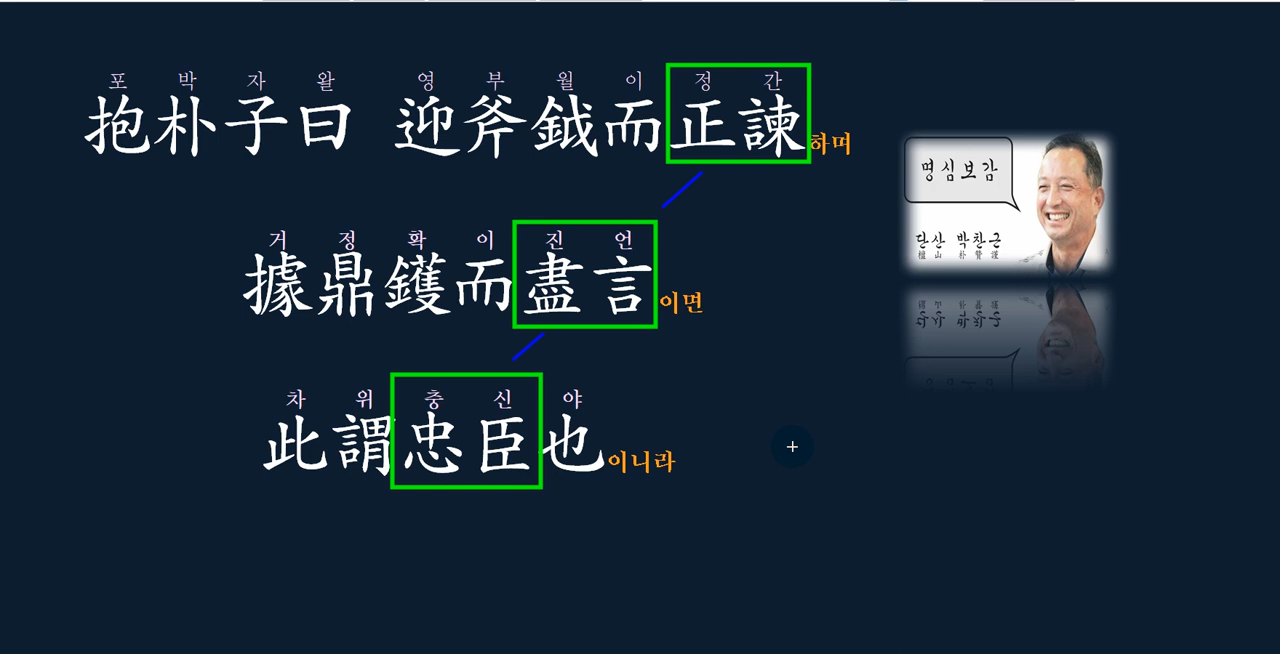 포 박 자 왈 영 부 월 이 정 간
抱朴子曰 迎斧鉞而正諫하며
거 정 확 이 진 언
據鼎鑊而盡言이면
차 위 충 신 야
此謂忠臣也이니라
명심보감
단산 박찬근
檀山 朴贊謹